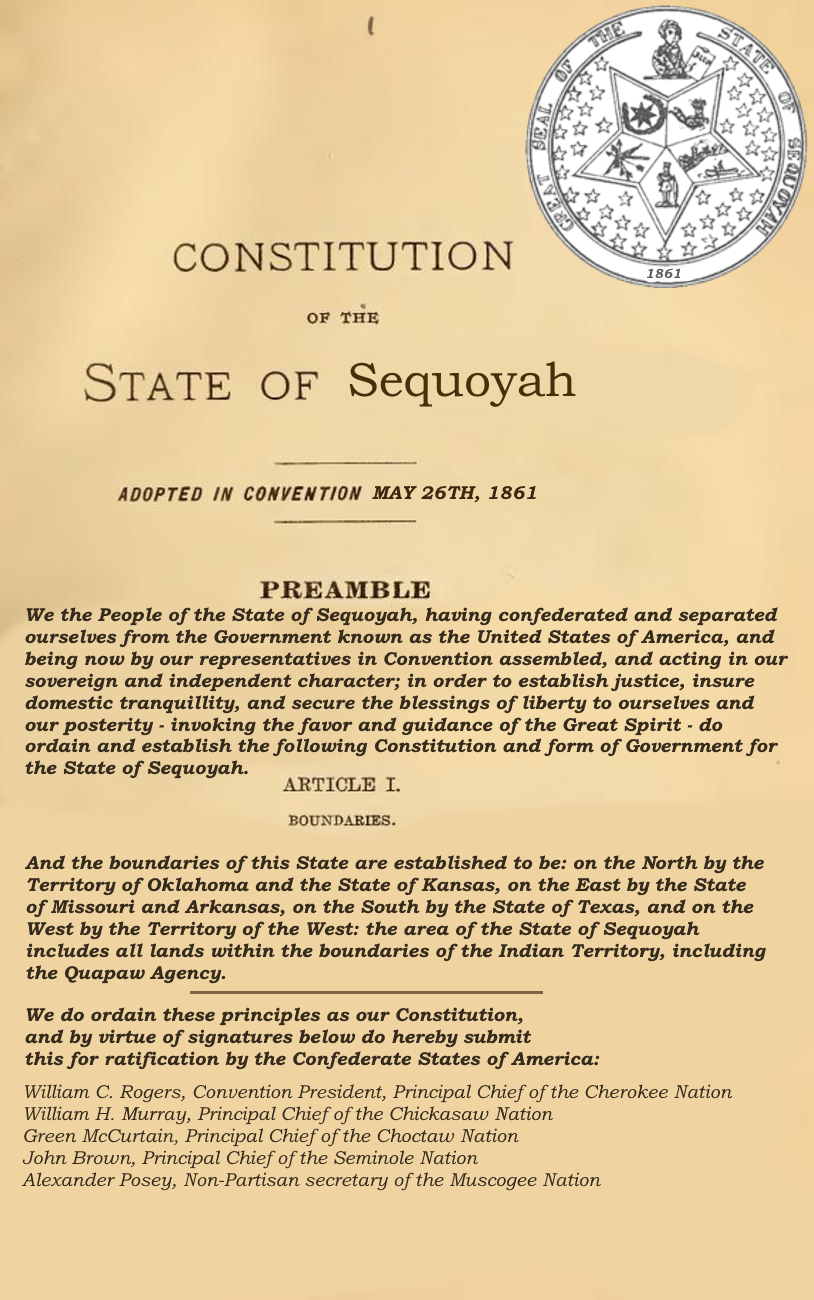 GREAT SEAL OF THE STATE OF SEQUOYAH
1861
CONSTITUTION
OF THE
STATE OF Sequoyah
ADOPTED IN CONVENTION MAY 26TH, 1861
PREAMBLE
We the People of the State of Sequoyah, having confederated and separated
ourselves from the Government known as the United States of America, and
being now by our representatives in Convention assembled, and acting in our
sovereign and independent character; in order to establish justice, insure
domestic tranquillity, and secure the blessings of liberty to ourselves and
our posterity - invoking the favor and guidance of the Great Spirit - do
ordain and establish the following Constitution and form of Government for
the State of Sequoyah.
ARTICLE I.
BOUNDARIES.
And the boundaries of this State are established to be: on the North by the
Territory of Oklahoma and the State of Kansas, on the East by the State
of Missouri and Arkansas, on the South by the State of Texas, and on the
West by the Territory of the West: the area of the State of Sequoyah
includes all lands within the boundaries of the Indian Territory, including
the Quapaw Agency.
We do ordain these principles as our Constitution,
and by virtue of signatures below do hereby submit
this for ratification by the Confederate States of America:
William C. Rogers, Convention President, Principal Chief of the Cherokee Nation
William H. Murray, Principal Chief of the Chickasaw Nation
Green McCurtain, Principal Chief of the Choctaw Nation
John Brown, Principal Chief of the Seminole Nation
Alexander Posey, Non-Partisan secretary of the Muscogee Nation